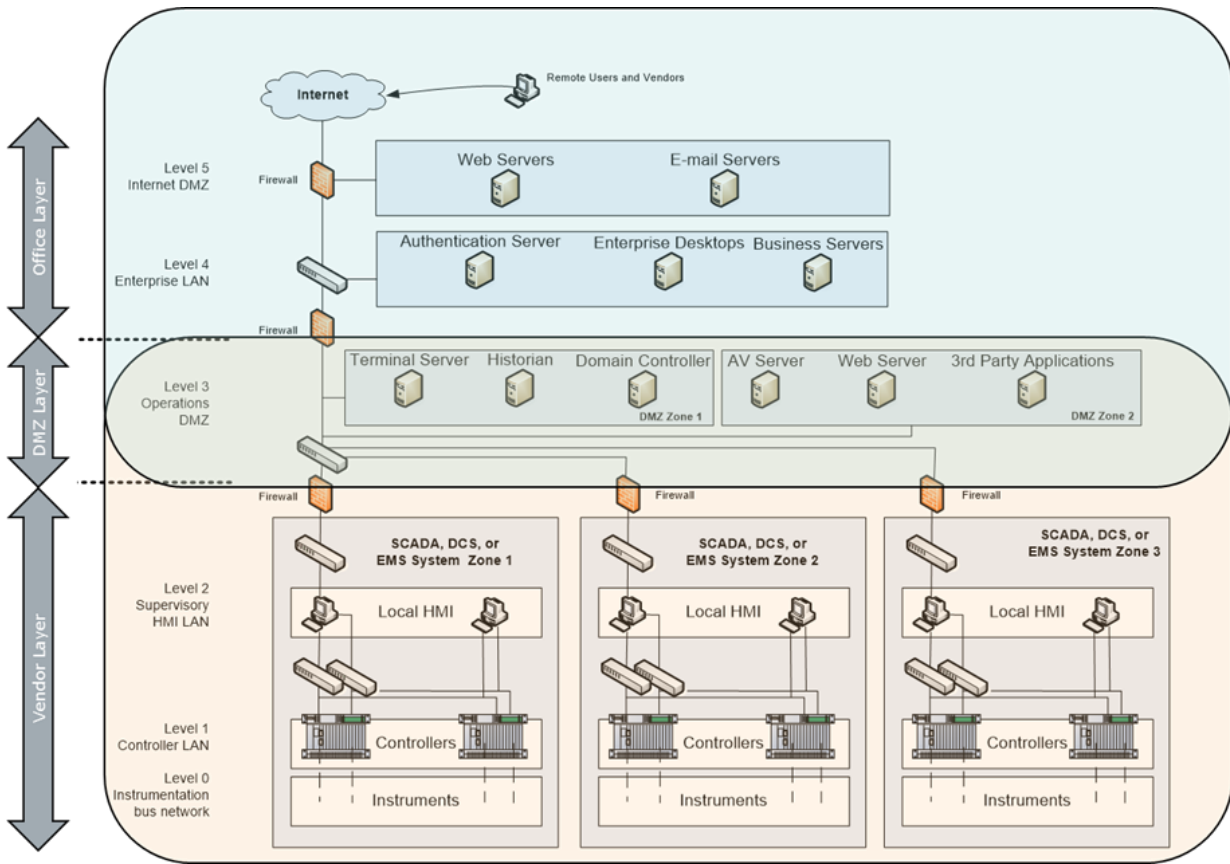 Internet
Remote Users and Vendors
Office Layer
Level 5
Internet DMZ
Firewall
Web Servers
E-mail Servers
Level 4
Enterprise LAN
Authentication Server
Enterprise Desktops
Business Servers
Firewall
DMZ Layer
Level 3
Operations
DMZ
Terminal Server
Historian
Domain Controller
DMZ Zone 1
AV Server
Web Server
3rd Party Applications
DMZ Zone 2
Firewall
Firewall
Firewall
Vendor Layer
SCADA, DCS, or
EMS System Zone 1
SCADA, DCS, or
EMS System Zone 2
SCADA, DCS, or
EMS System Zone 3
Level 2
Supervisory
HMI LAN
Local HMI
Local HMI
Local HMI
Level 1
Controller LAN
Controllers
Controllers
Controllers
Level 0
Instrumentation
bus network
Instruments
Instruments
Instruments